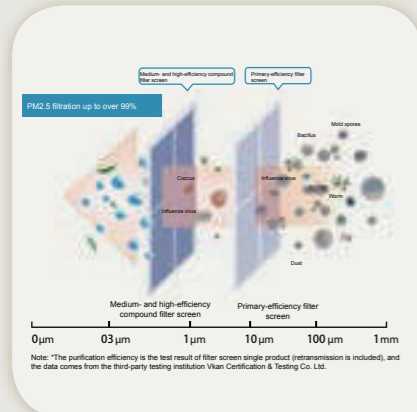 Medium- and high-efficiency compound
filter screen
Primary-efficiency filter
screen
PM2.5 filtration up to over 99%
Mold spores
Bacillus
Coccus
Influenza virus
Worm
Influenza virus
Dust
Medium- and high-efficiency
compound filter screen
Primary-efficiency filter
screen
0μm 03μm 1μm 10μm 100μm 1mm
Note: *The purification efficiency is the test result of filter screen single product (retransmission is included), and
the data comes from the third-party testing institution Vkan Certification & Testing Co. Ltd.